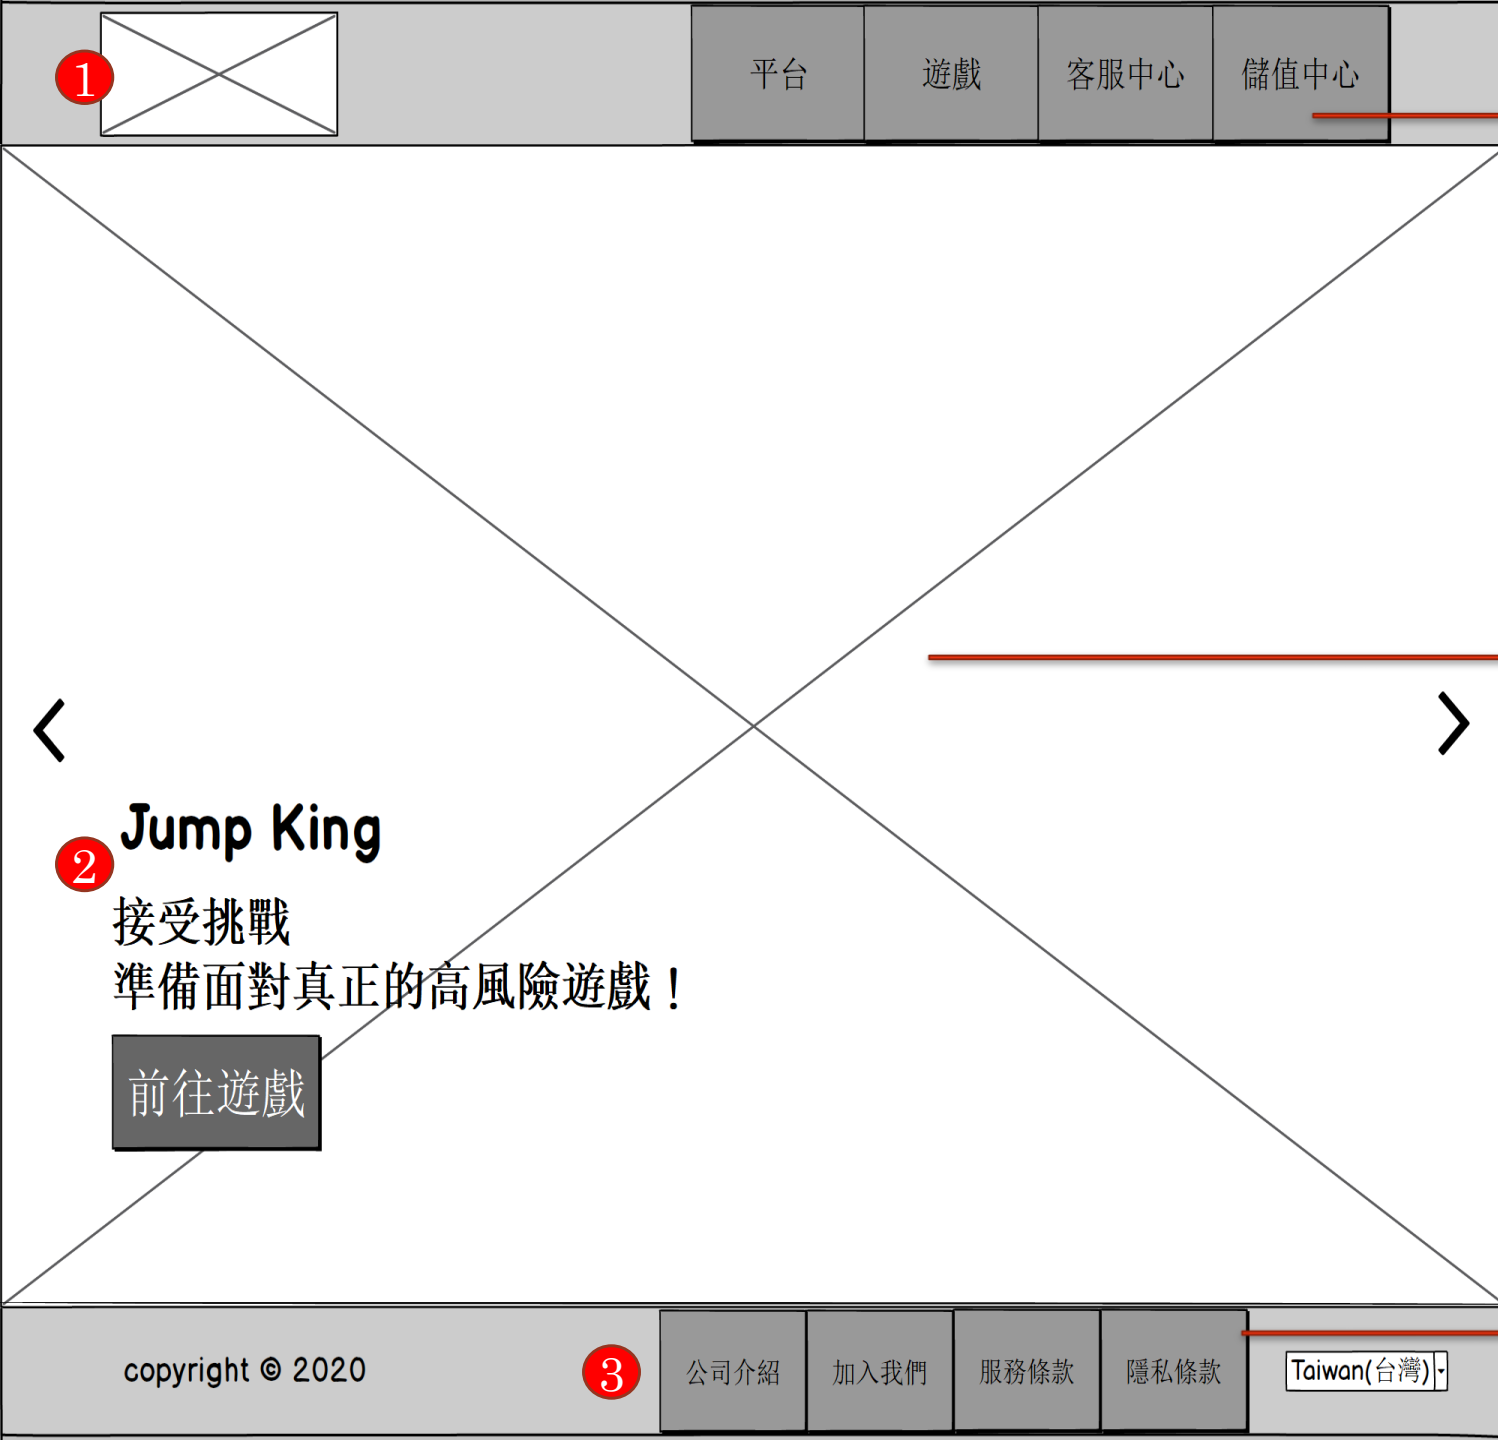 1
平台 遊戲 客服中心 儲值中心
Jump King
2
接受挑戰
準備面對真正的高風險遊戲！
前往遊戲
copyright © 2020
3
公司介紹 加入我們 服務條款 隱私條款
Taiwan(台灣)